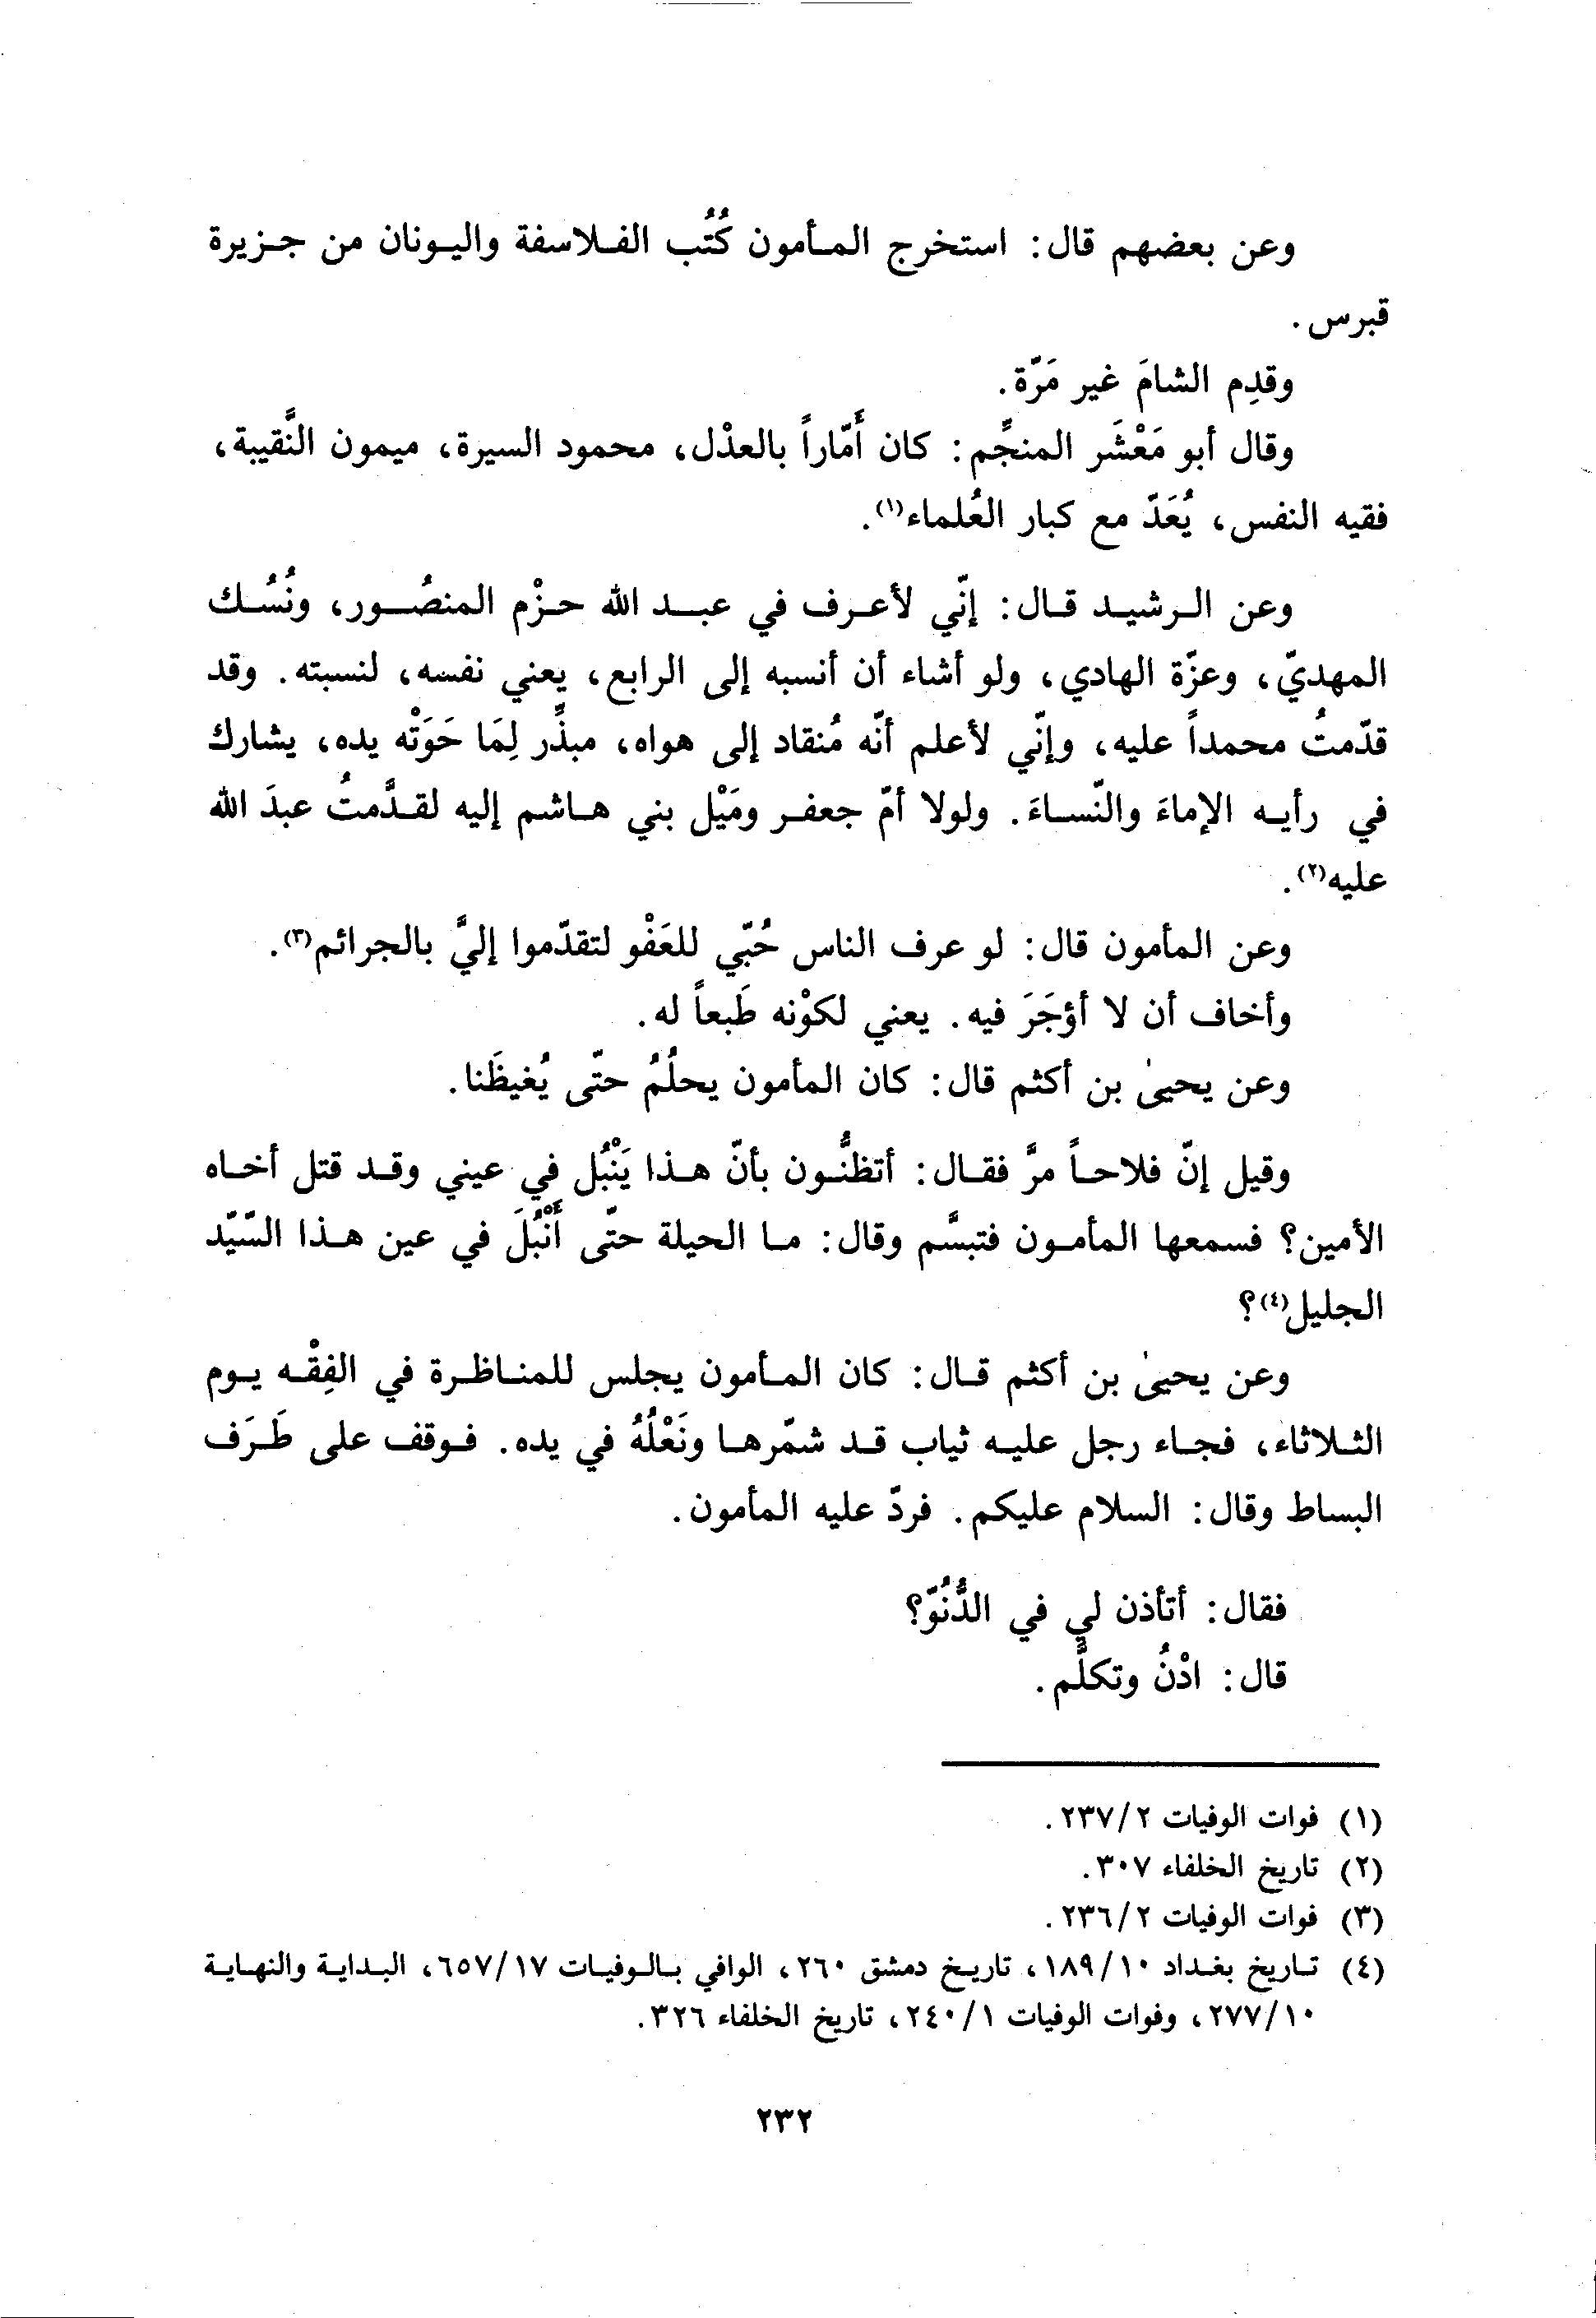 وعن بعضهم قال: استخرج المأمون كُتُب الفلاسفة واليونان من جزيرة
قبرس.
وقدِم الشامَ غير مَرّة.
وقال أبو مَعْشَر المنجِّم: كان أمّاراً بالعدْل، محمود السيرة، ميمون النَّقيبة،
فقيه النفس، يُعَدّ مع كبار العُلماء(١).
وعن الرشيد قال: إنّي لأعرف في عبد الله حزْم المنصُور، ونُسُك
المهديّ، وعزّة الهادي، ولو أشاء أن أنسبه إلى الرابع، يعني نفسه، لنسبته. وقد
قدّمتُ محمداً عليه، وإنّي لأعلم أنّه مُنقاد إلى هواه، مبذِّر لِمَا حَوَتْه يده، يشارك
في رأيه الإماءَ والنّساءَ. ولولا أمّ جعفر ومَيْل بني هاشم إليه لقدَّمتُ عبدَ الله
عليه(٢).
وعن المأمون قال: لو عرف الناس حُبّي للعَفْو لتقدّموا إليَّ بالجرائم(٣).
وأخاف أن لا أؤجَرَ فيه. يعني لكوْنه طَبعاً له.
وعن يحيىٰ بن أكثم قال: كان المأمون يحلُمُ حتّى يُغيظَنا.
وقيل إنّ فلاحاً مرَّ فقال: أتظنُّون بأنّ هذا يَنْبُل في عيني وقد قتل أخاه
الأمين؟ فسمعها المأمون فتبسَّم وقال: ما الحيلة حتّى أَنْبُلَ في عين هذا السّيّد
الجليل(٤)؟
وعن يحيىٰ بن أكثم قال: كان المأمون يجلس للمناظرة في الفِقْه يوم
الثلاثاء، فجاء رجل عليه ثياب قد شمّرها ونَعْلُهُ في يده. فوقف على طَرَف
البساط وقال: السلام عليكم. فردّ عليه المأمون.
فقال: أتأذن لي في الدُّنُوّ؟
قال: ادْنُ وتكلَّم.
(١) فوات الوفيات ٢/٢٣٧.
(٢) تاريخ الخلفاء ٣٠٧.
(٣) فوات الوفيات ٢/٢٣٦.
(٤) تاريخ بغداد ١٠/١٨٩، تاريخ دمشق ٢٦٠، الوافي بالوفيات ١٧/٦٥٧، البداية والنهاية
١٠/٢٧٧، وفوات الوفيات ١/٢٤٠، تاريخ الخلفاء ٣٢٦.
٢٣٢